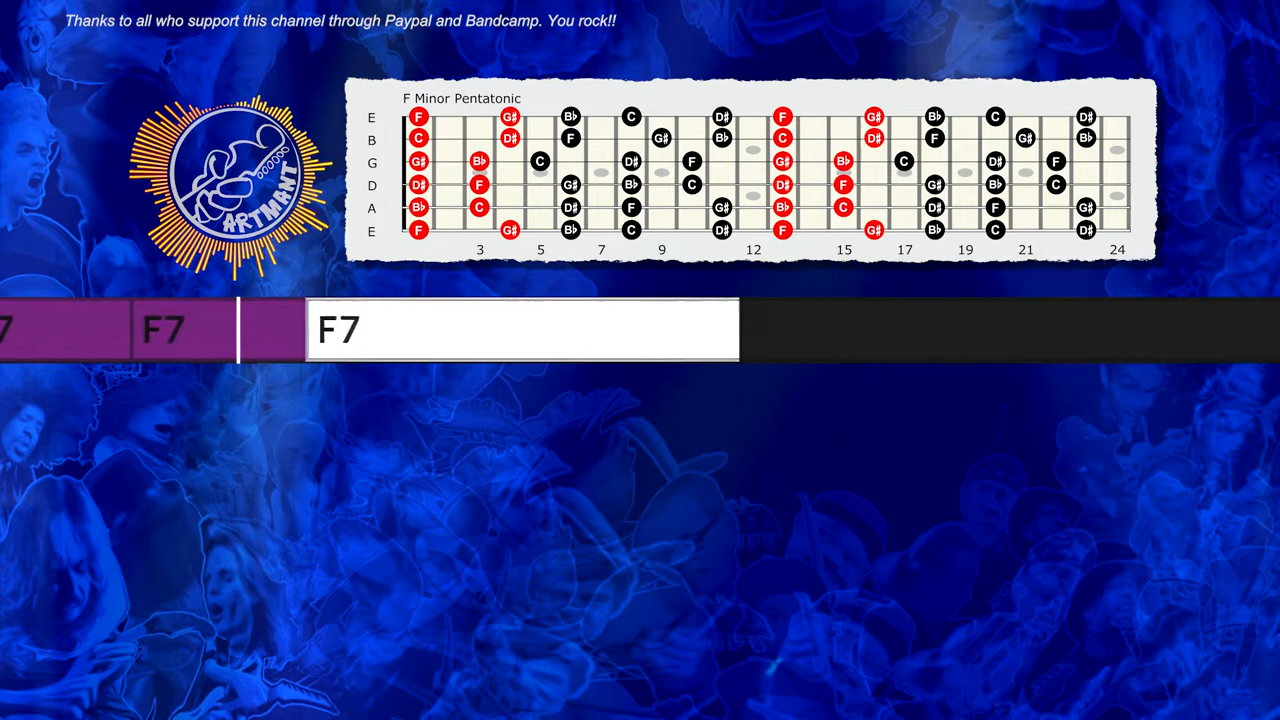 Thanks to all who support this channel through Paypal and Bandcamp. You rock!!
F Minor Pentatonic
E F G# B♭ C D# F G# B♭ C D#
B C D# F G# B♭ C D# F G# B♭
G G# B♭ C D# F G# B♭ C D# F
D D# F G# B♭ C D# F G# B♭ C
A B♭ C D# F G# B♭ C D# F G#
E F G# B♭ C D# F G# B♭ C D#
3 5 7 9 12 15 17 19 21 24
ARTMANT
7 F7 F7